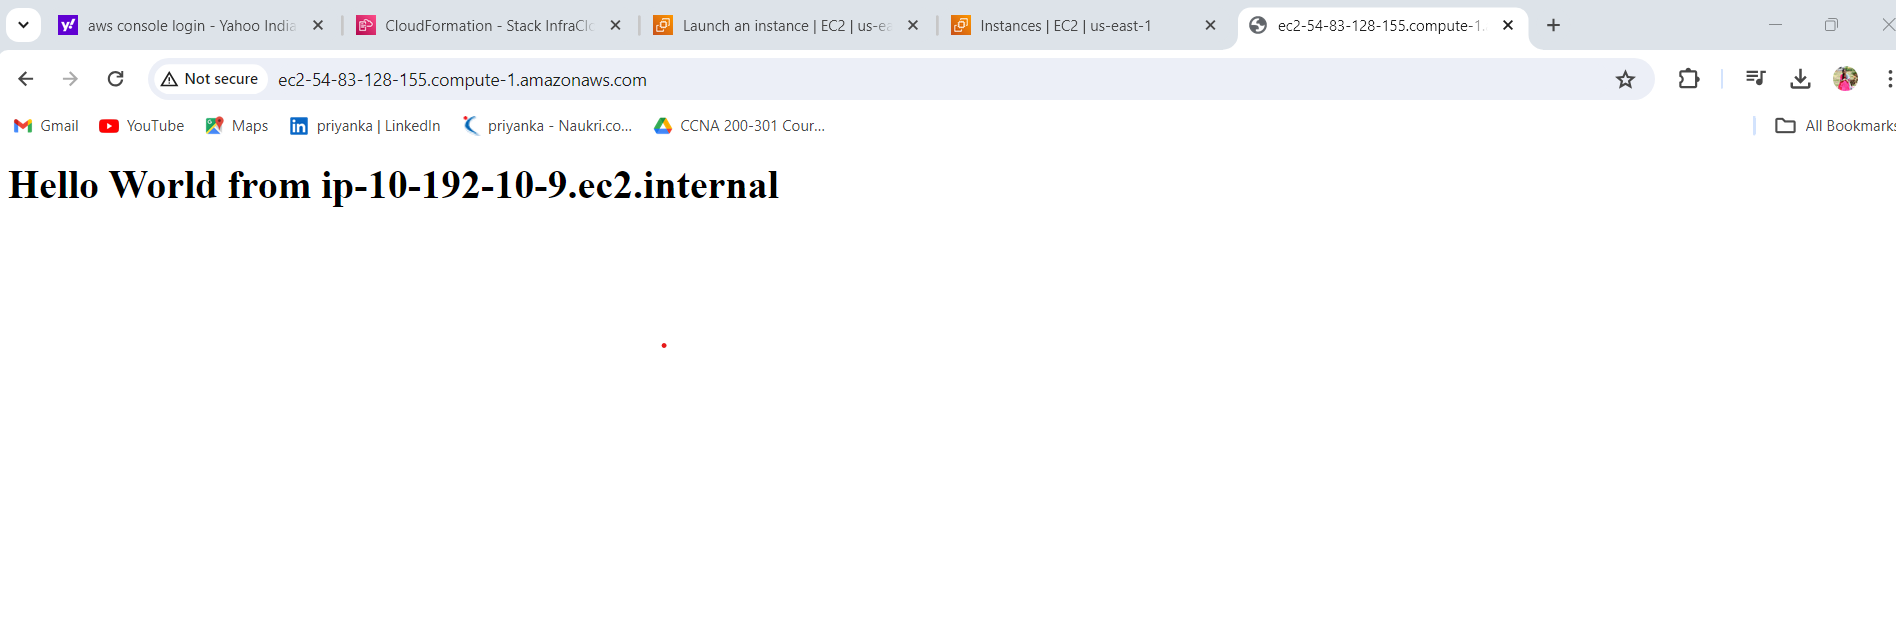 aws console login - Yahoo India
CloudFormation - Stack InfraClo
Launch an instance | EC2 | us-ea
Instances | EC2 | us-east-1
ec2-54-83-128-155.compute-1.
Not secure
ec2-54-83-128-155.compute-1.amazonaws.com
Gmail
YouTube
Maps
priyanka | LinkedIn
priyanka - Naukri.co...
CCNA 200-301 Cour...
All Bookmarks
Hello World from ip-10-192-10-9.ec2.internal